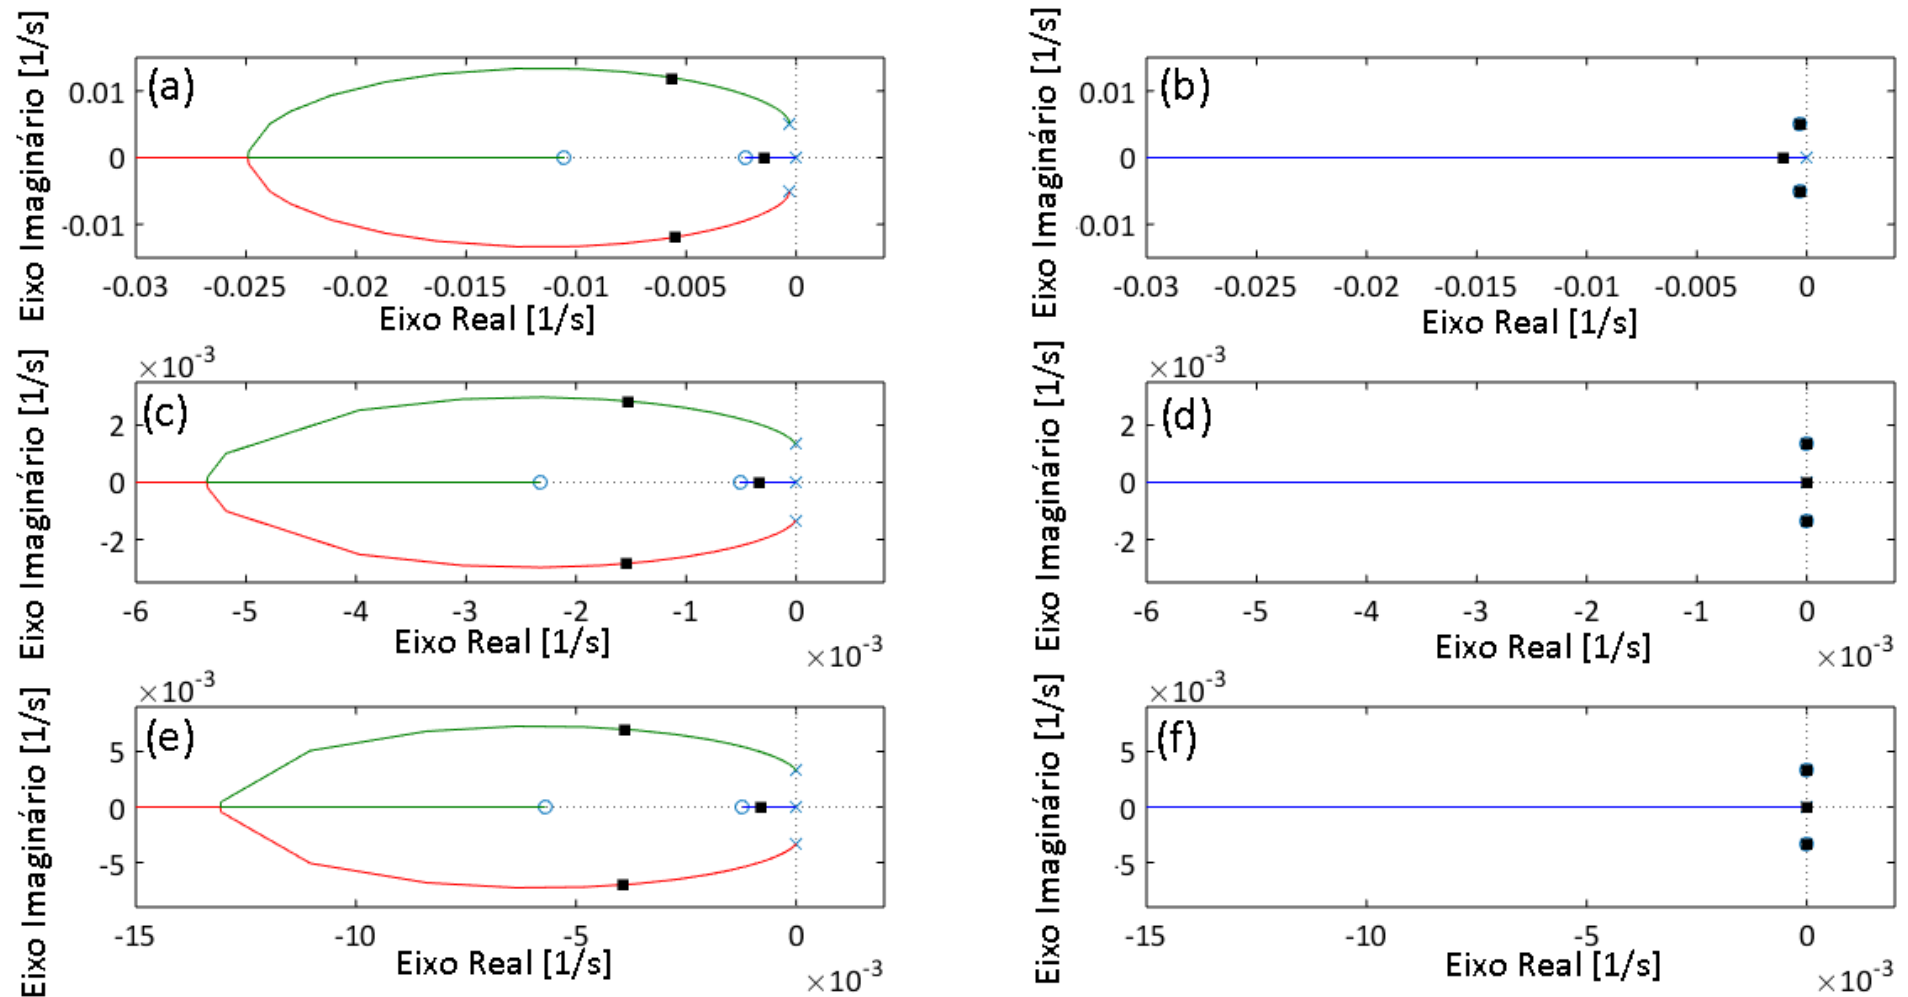 Eixo Imaginário [1/s]
(a)
0.01
0
-0.01
-0.03 -0.025 -0.02 -0.015 -0.01 -0.005 0
Eixo Real [1/s]
Eixo Imaginário [1/s]
(b)
0.01
0
0.01
-0.03 -0.025 -0.02 -0.015 -0.01 -0.005 0
Eixo Real [1/s]
Eixo Imaginário [1/s]
×10-3
(c)
2
0
-2
-6 -5 -4 -3 -2 -1 0
Eixo Real [1/s]
×10-3
Eixo Imaginário [1/s]
×10-3
(d)
2
0
-2
-6 -5 -4 -3 -2 -1 0
Eixo Real [1/s]
×10-3
Eixo Imaginário [1/s]
×10-3
(e)
5
0
-5
-15 -10 -5 0
Eixo Real [1/s]
×10-3
Eixo Imaginário [1/s]
×10-3
(f)
5
0
-5
-15 -10 -5 0
Eixo Real [1/s]
×10-3